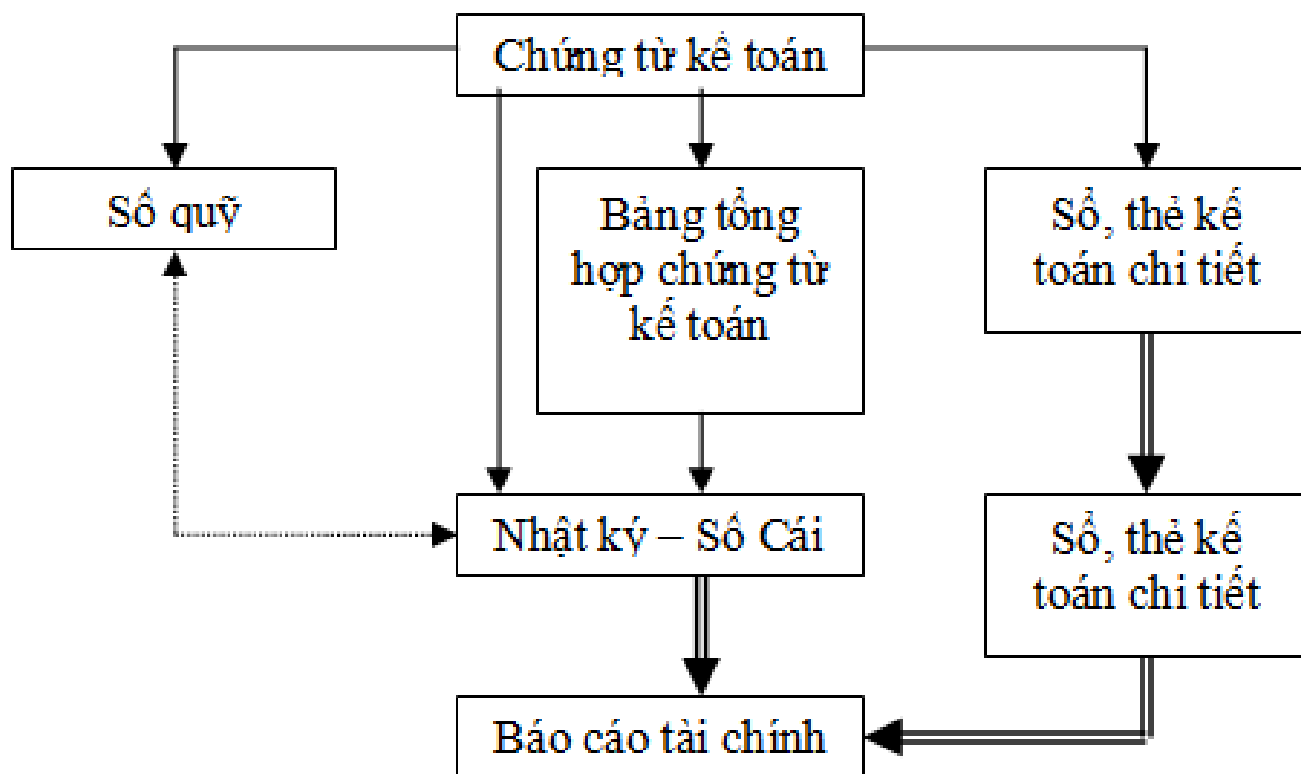 Chứng từ kế toán
Sổ quỹ
Bảng tổng
hợp chứng từ
kế toán
Sổ, thẻ kế
toán chi tiết
Nhật ký – Sổ Cái
Sổ, thẻ kế
toán chi tiết
Báo cáo tài chính